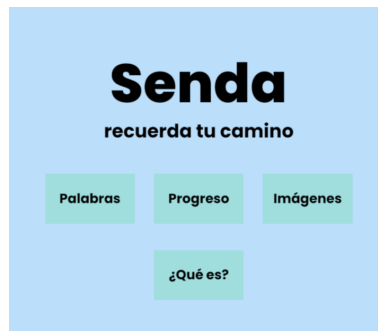 Senda
recuerda tu camino
Palabras Progreso Imágenes
¿Qué es?